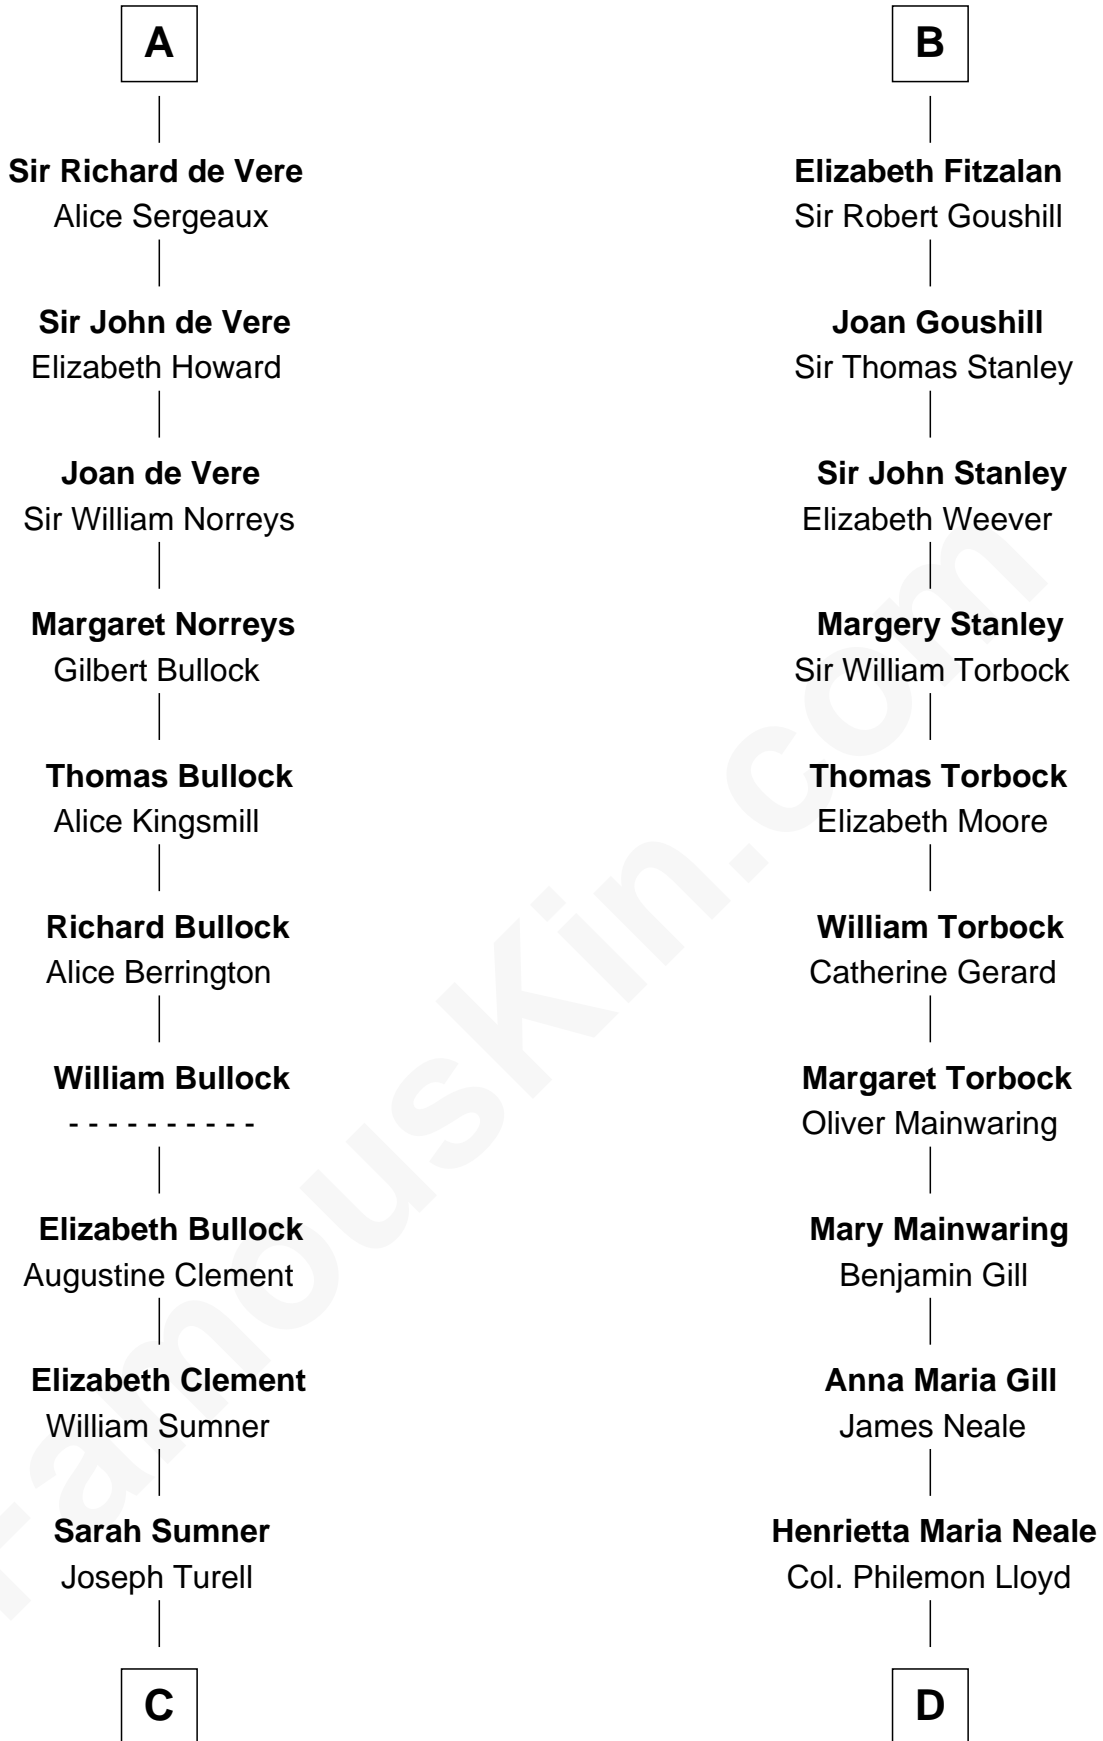 A
Sir Richard de Vere
Alice Sergeaux
Sir John de Vere
Elizabeth Howard
Joan de Vere
Sir William Norreys
Margaret Norreys
Gilbert Bullock
Thomas Bullock
Alice Kingsmill
Richard Bullock
Alice Berrington
William Bullock
- - - - - - - - - -
Elizabeth Bullock
Augustine Clement
Elizabeth Clement
William Sumner
Sarah Sumner
Joseph Turell
C
B
Elizabeth Fitzalan
Sir Robert Goushill
Joan Goushill
Sir Thomas Stanley
Sir John Stanley
Elizabeth Weever
Margery Stanley
Sir William Torbock
Thomas Torbock
Elizabeth Moore
William Torbock
Catherine Gerard
Margaret Torbock
Oliver Mainwaring
Mary Mainwaring
Benjamin Gill
Anna Maria Gill
James Neale
Henrietta Maria Neale
Col. Philemon Lloyd
D
FamousKin.com